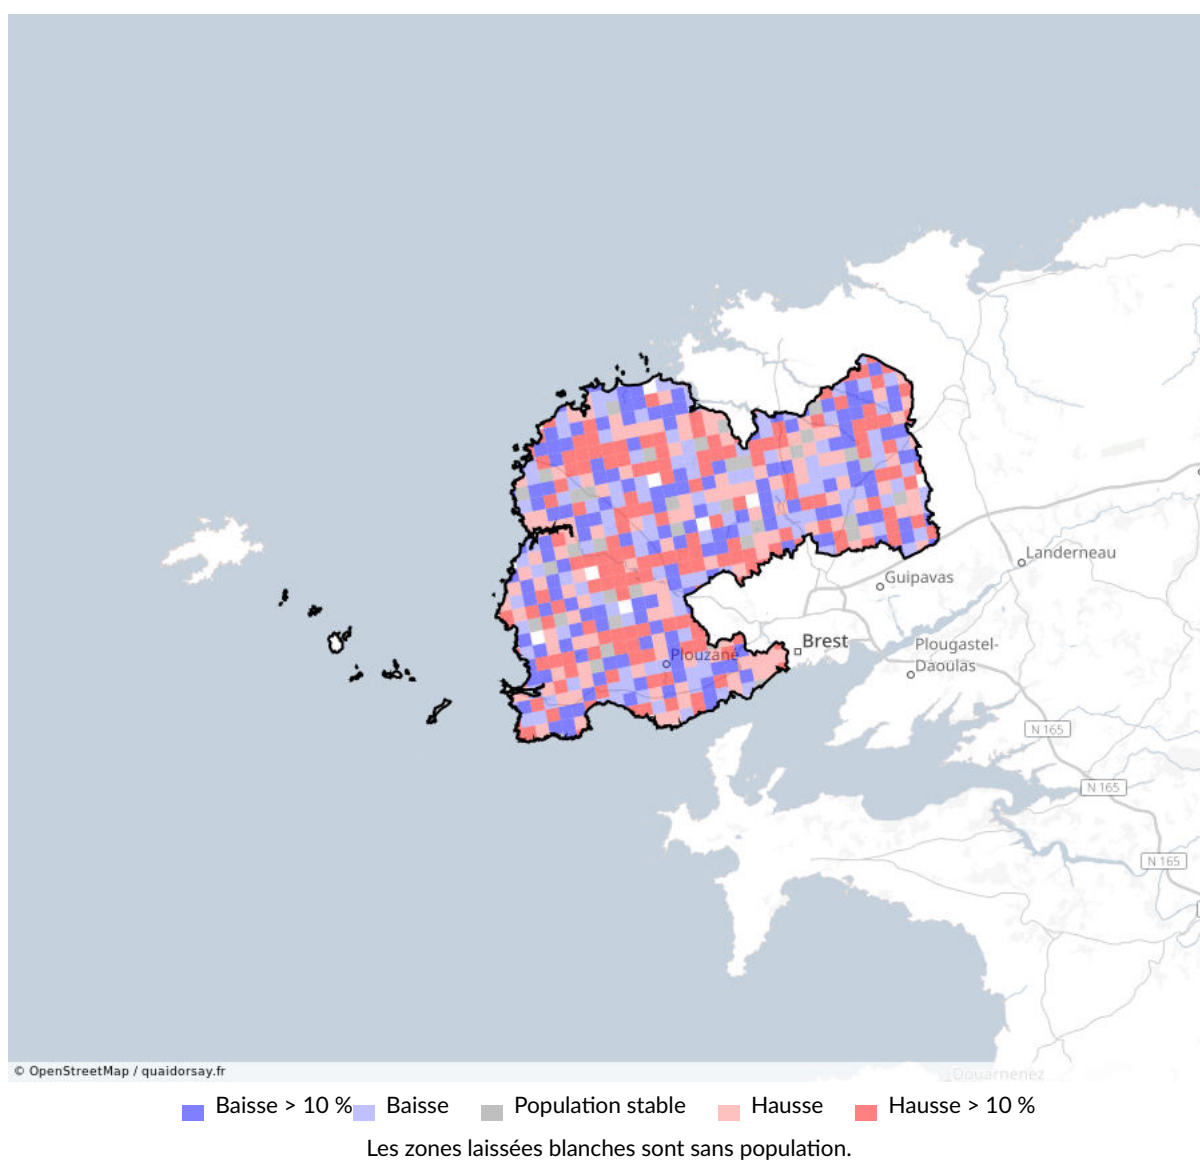 Landerneau
Guipavas
Brest
Plouzané
Plougastel-
Daoulas
N 165
N 165
N 165
Douarnenez
© OpenStreetMap / quaidorsay.fr
Baisse > 10 % Baisse Population stable Hausse Hausse > 10 %
Les zones laissées blanches sont sans population.